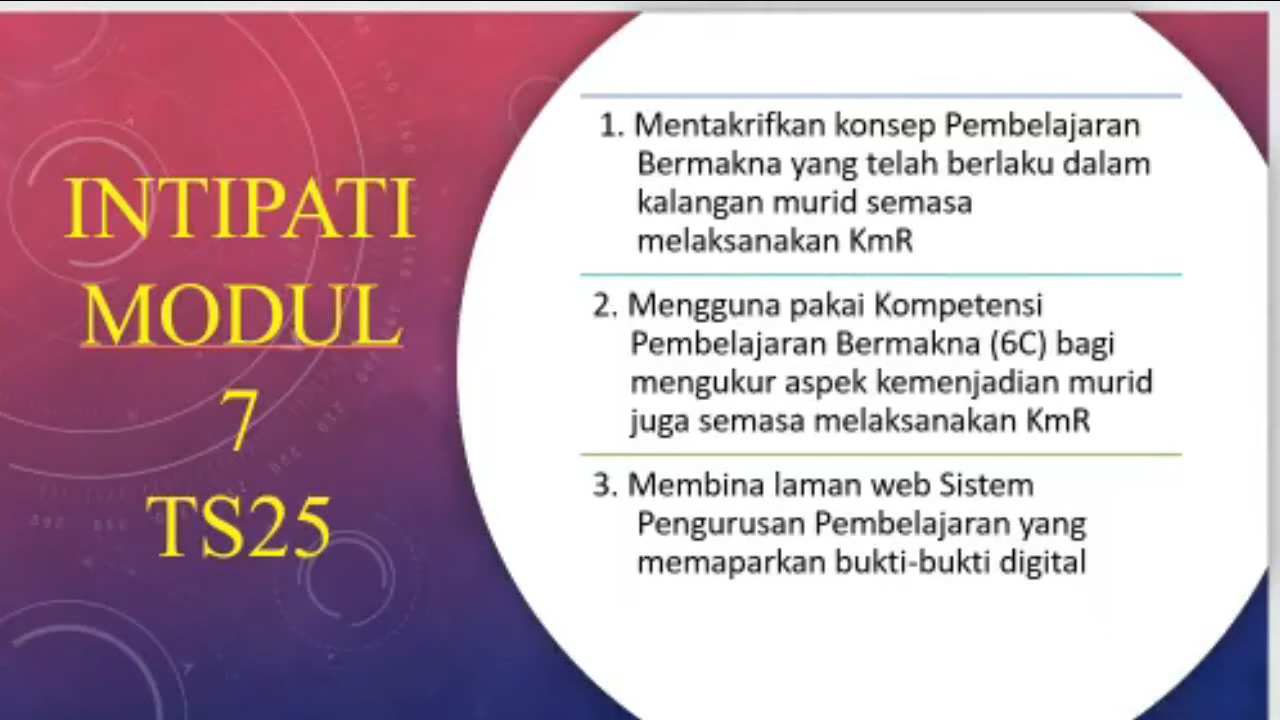 INTIPATI
MODUL
7
TS25
1. Mentakrifkan konsep Pembelajaran
Bermakna yang telah berlaku dalam
kalangan murid semasa
melaksanakan KmR
2. Mengguna pakai Kompetensi
Pembelajaran Bermakna (6C) bagi
mengukur aspek kemenjadian murid
juga semasa melaksanakan KmR
3. Membina laman web Sistem
Pengurusan Pembelajaran yang
memaparkan bukti-bukti digital